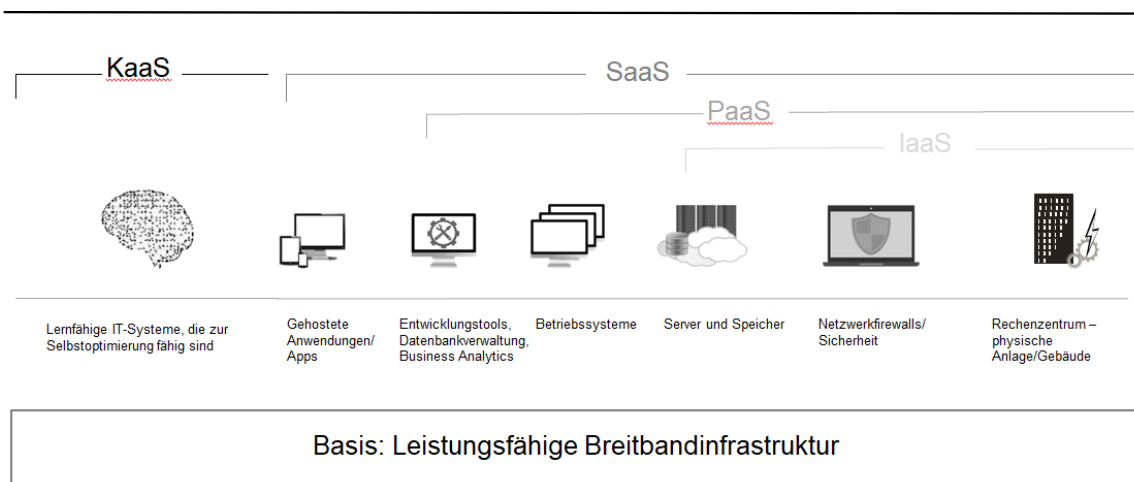 KaaS
SaaS
PaaS
IaaS
Lernfähige IT-Systeme, die zur
Selbstoptimierung fähig sind
Gehostete
Anwendungen/
Apps
Entwicklungstools,
Datenbankverwaltung,
Business Analytics
Betriebssysteme
Server und Speicher
Netzwerkfirewalls/
Sicherheit
Rechenzentrum –
physische
Anlage/Gebäude
Basis: Leistungsfähige Breitbandinfrastruktur